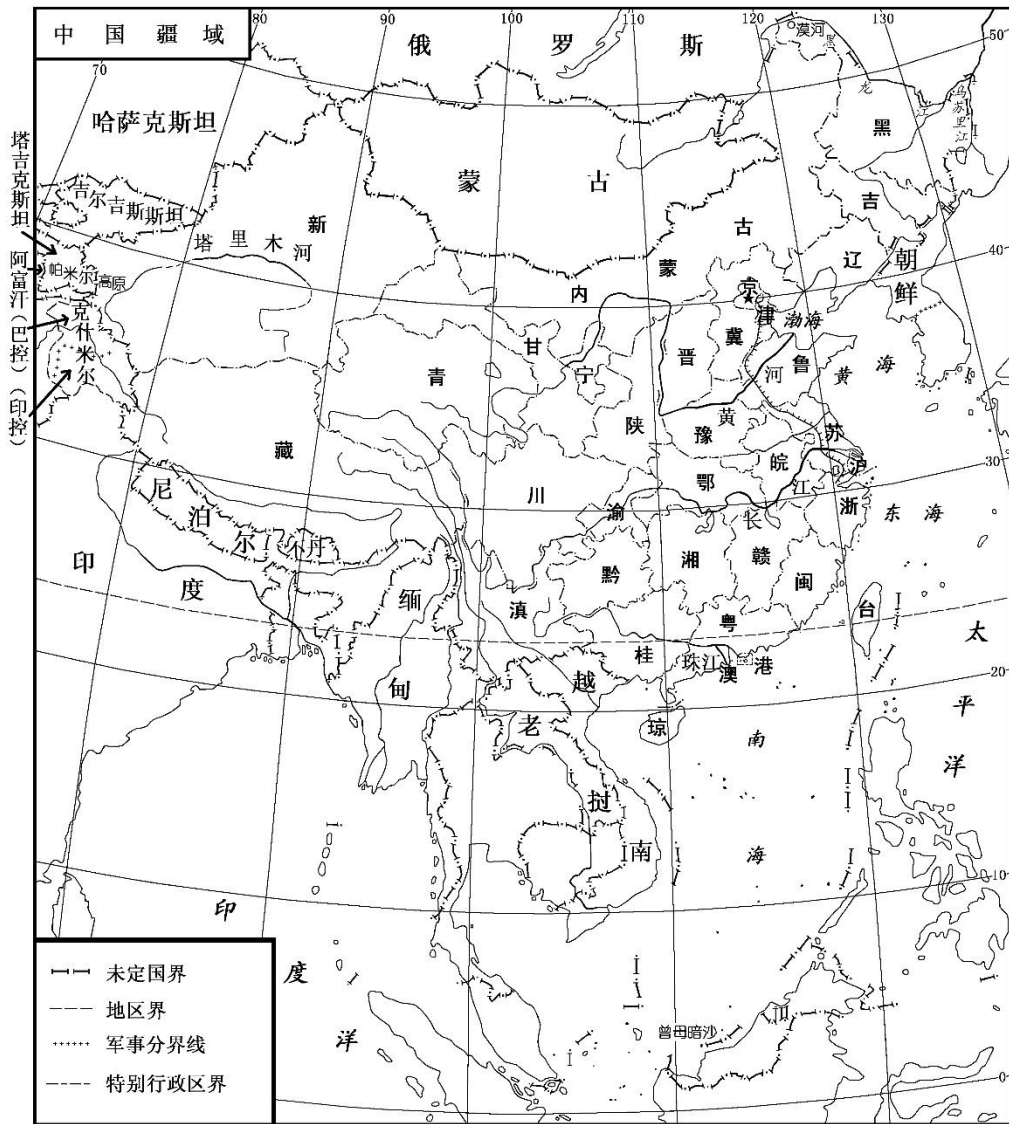 中国疆域
70
80
90
100
110
120
130
50
40
30
20
10
0
俄罗斯
漠河
黑龙江
乌苏里江
哈萨克斯坦
塔吉克斯坦
吉尔吉斯斯坦
蒙古
黑
吉
辽
新
塔里木河
内蒙古
阿富汗
帕米尔高原
朝鲜
京
津
渤海
克什米尔
(巴控)
(印控)
甘
宁
青
晋
冀
鲁
黄海
黄河
陕
豫
苏
皖
沪
藏
川
渝
鄂
长江
浙
东海
尼泊尔
不丹
印度
缅甸
滇
黔
湘
赣
闽
台
粤
桂
珠江
澳
港
越南
老挝
琼
南海
太平洋
印度洋
曾母暗沙
未定国界
地区界
军事分界线
特别行政区界